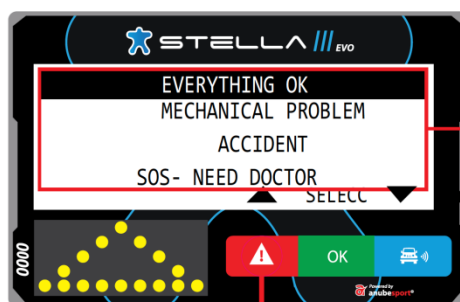 STELLA III EVO
EVERYTHING OK
MECHANICAL PROBLEM
ACCIDENT
SOS- NEED DOCTOR
SELECC
0000
OK
Powered by
anubesport®